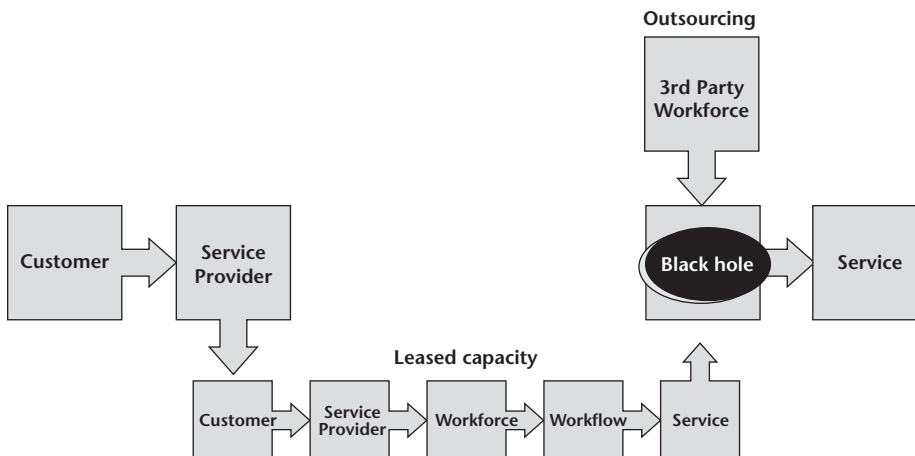 Outsourcing
3rd Party
Workforce
Customer
Service
Provider
Black hole
Service
Leased capacity
Customer
Service
Provider
Workforce
Workflow
Service